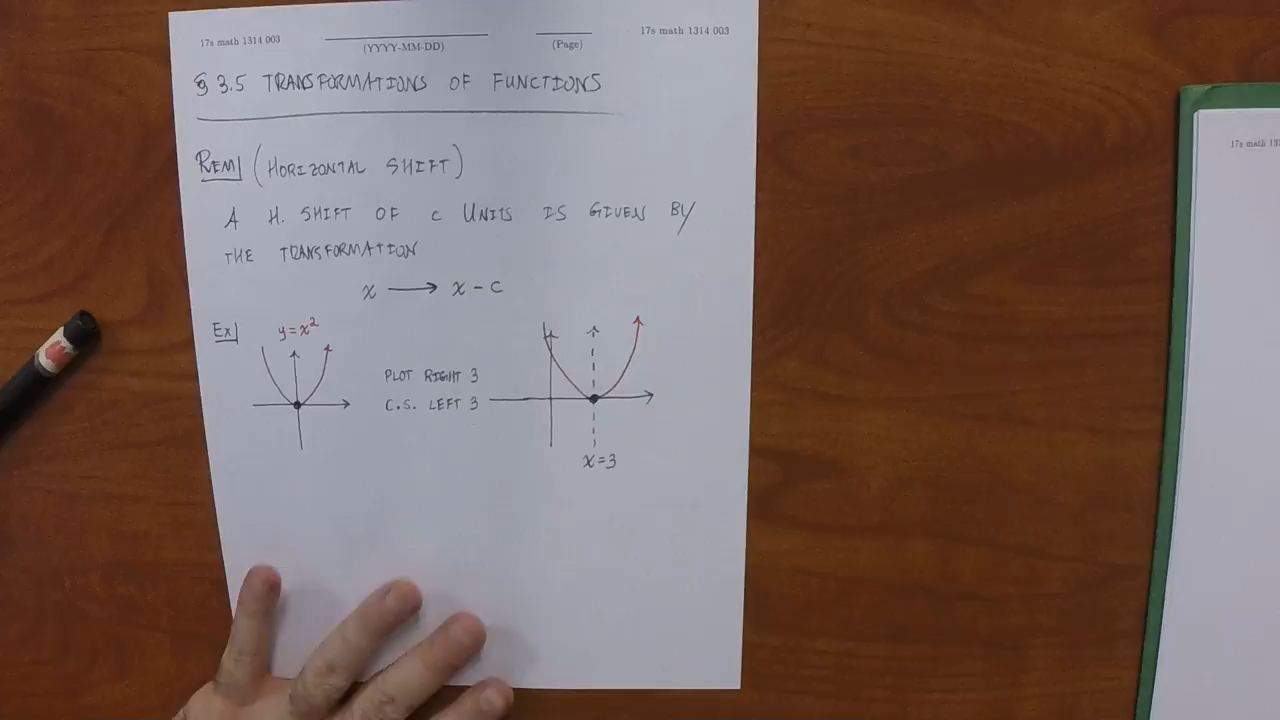 17s math 1314 003
(YYYY-MM-DD)
(Page)
17s math 1314 003
§ 3.5 TRANSFORMATIONS OF FUNCTIONS
REM (HORIZONTAL SHIFT)
A H. SHIFT OF c UNITS IS GIVEN BY
THE TRANSFORMATION
x → x - c
Ex
y = x²
PLOT RIGHT 3
C.S. LEFT 3
x = 3
17s math 13